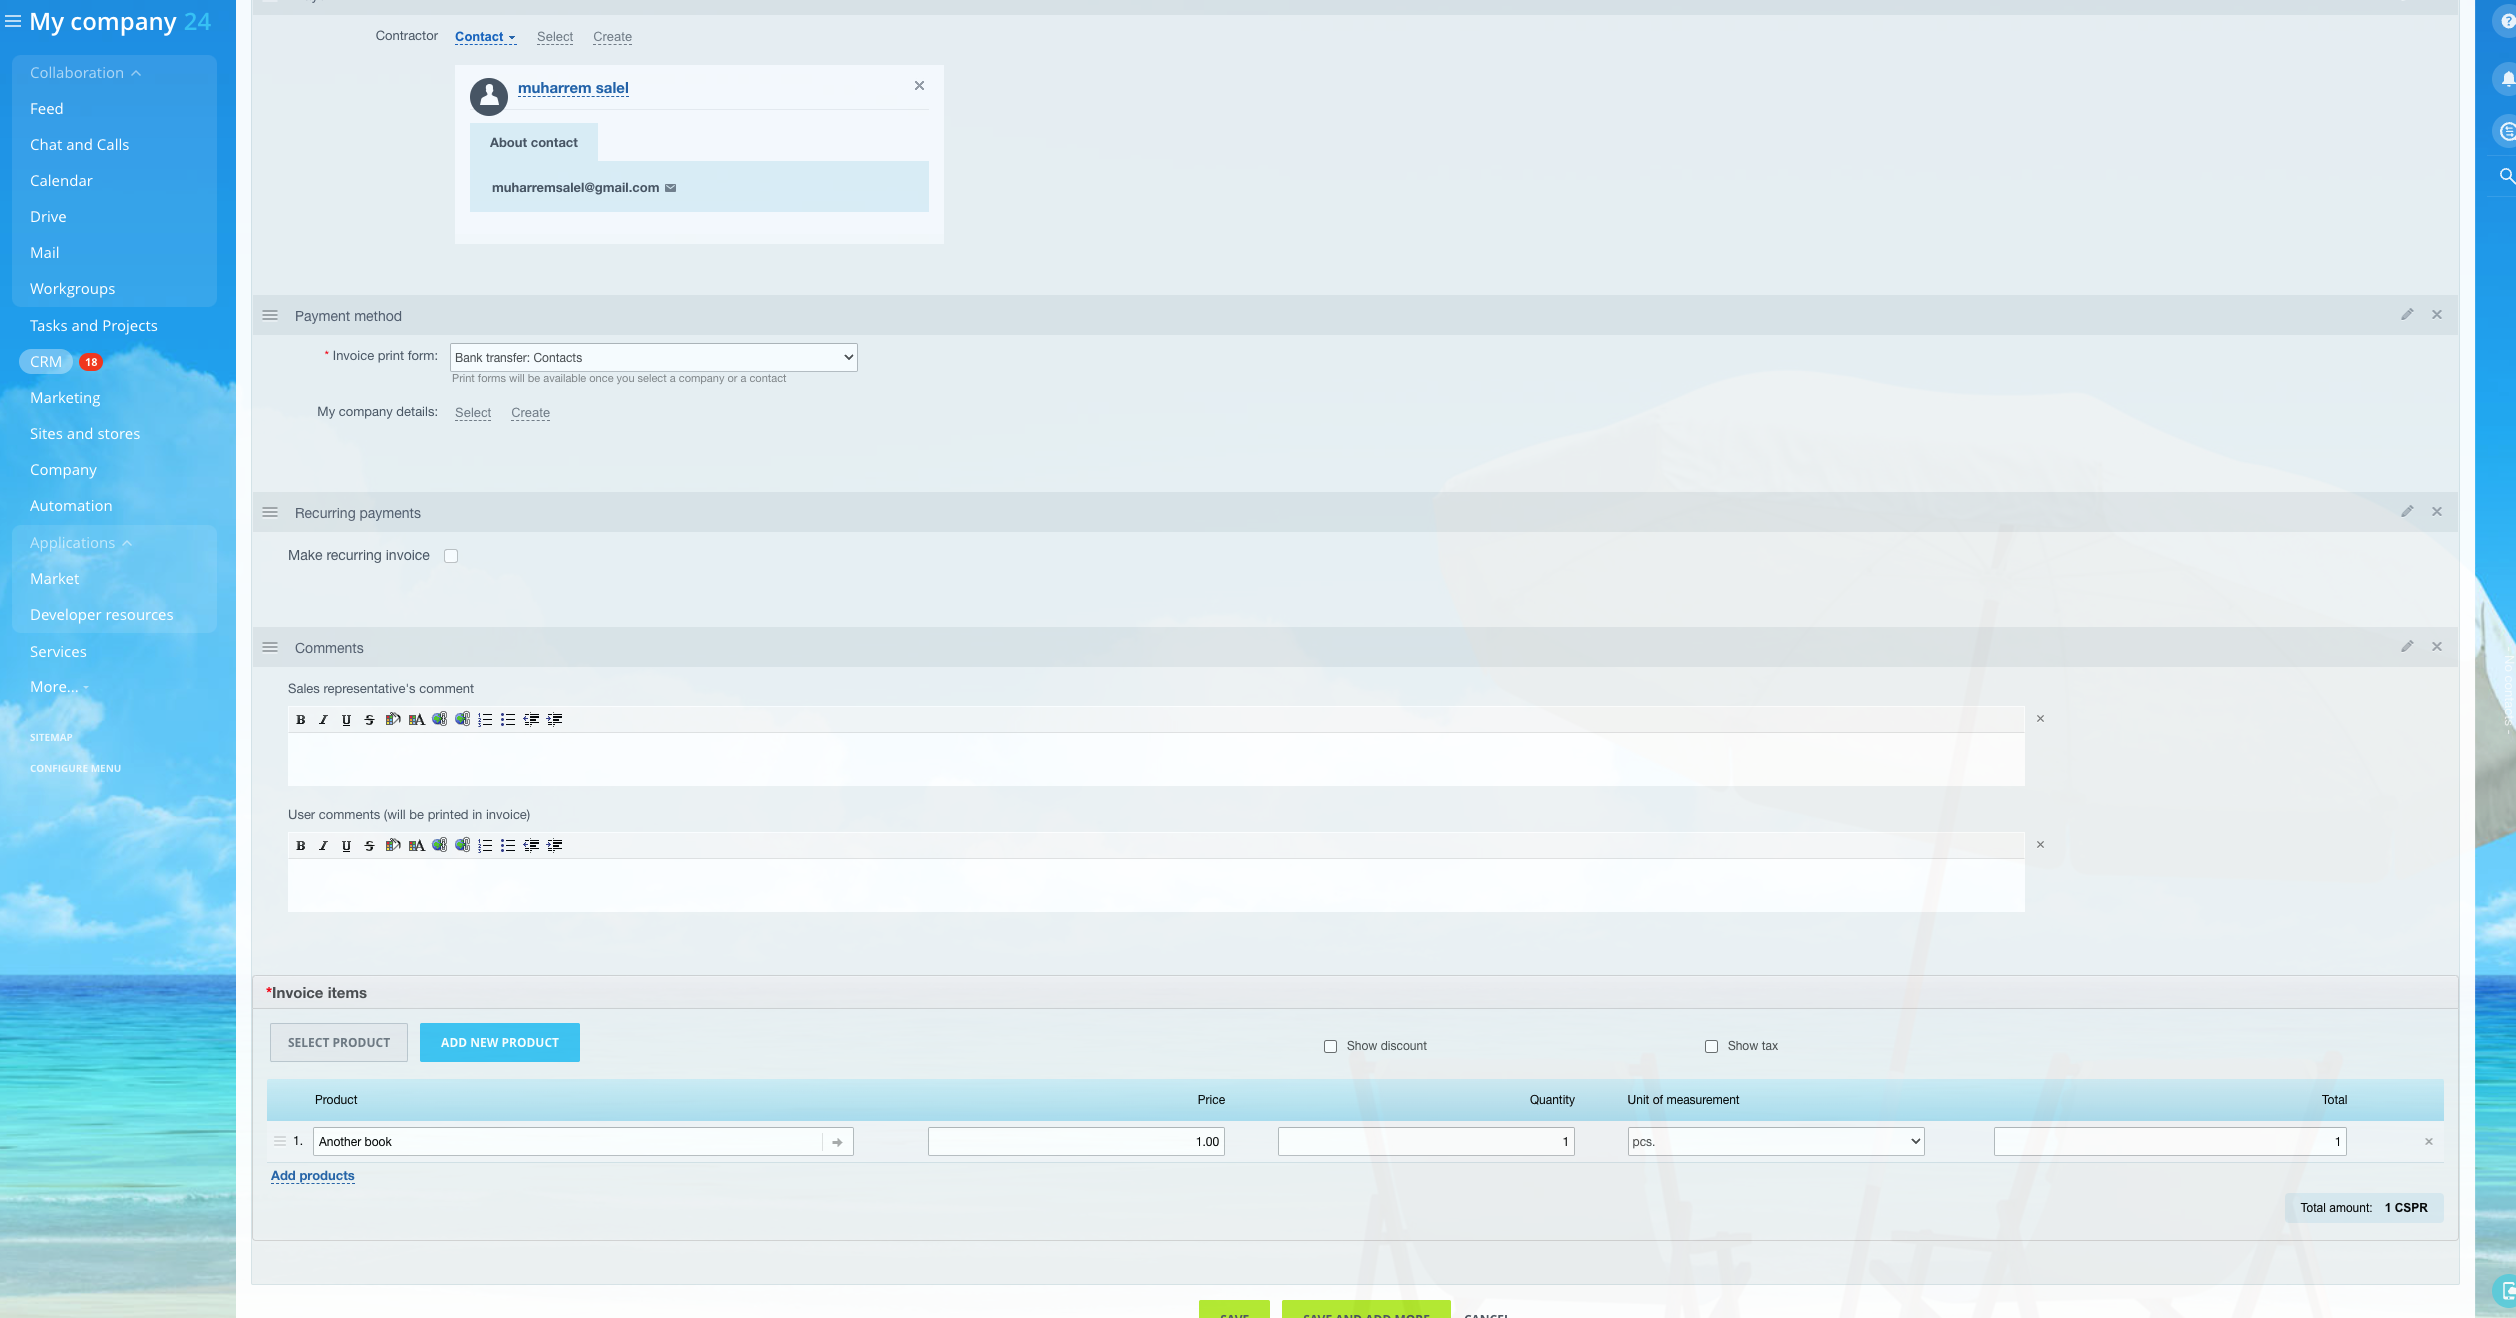 My company 24
Collaboration
Feed
Chat and Calls
Calendar
Drive
Mail
Workgroups
Tasks and Projects
CRM 18
Marketing
Sites and stores
Company
Automation
Applications
Market
Developer resources
Services
More...
SITEMAP
CONFIGURE MENU
Contractor Contact Select Create
muharrem salel
About contact
muharremsalel@gmail.com
Payment method
* Invoice print form: Bank transfer: Contacts
Print forms will be available once you select a company or a contact
My company details: Select Create
Recurring payments
Make recurring invoice
Comments
Sales representative's comment
B I U S A
User comments (will be printed in invoice)
B I U S A
*Invoice items
SELECT PRODUCT ADD NEW PRODUCT Show discount Show tax
Product Price Quantity Unit of measurement Total
1. Another book 1.00 1 pcs. 1
Add products
Total amount: 1 CSPR
SAVE SAVE AND ADD MORE CANCEL